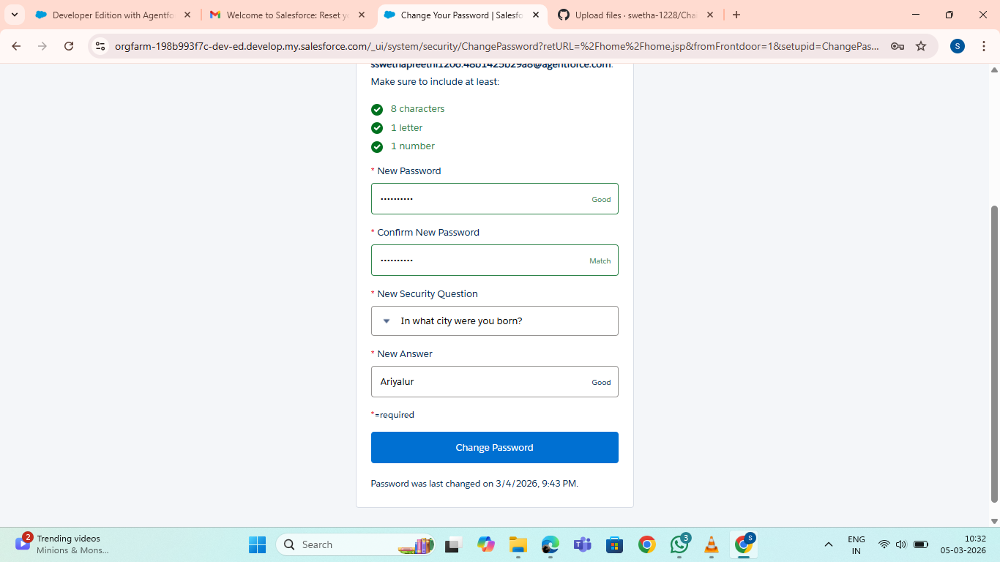 Developer Edition with Agentfo
Welcome to Salesforce: Reset yo
Change Your Password | Salesfo
Upload files · swetha-1228/Cha
orgfarm-198b993f7c-dev-ed.develop.my.salesforce.com/_ui/system/security/ChangePassword?retURL=%2Fhome%2Fhome.jsp&fromFrontdoor=1&setupid=ChangePas...
S
sswethapreethi1206.48b1425b29a8@agentforce.com.
Make sure to include at least:
8 characters
1 letter
1 number
* New Password
•••••••••• Good
* Confirm New Password
•••••••••• Match
* New Security Question
In what city were you born?
* New Answer
Ariyalur Good
*=required
Change Password
Password was last changed on 3/4/2026, 9:43 PM.
2
Trending videos
Minions & Mons...
Search
3
S
ENG
IN
10:32
05-03-2026